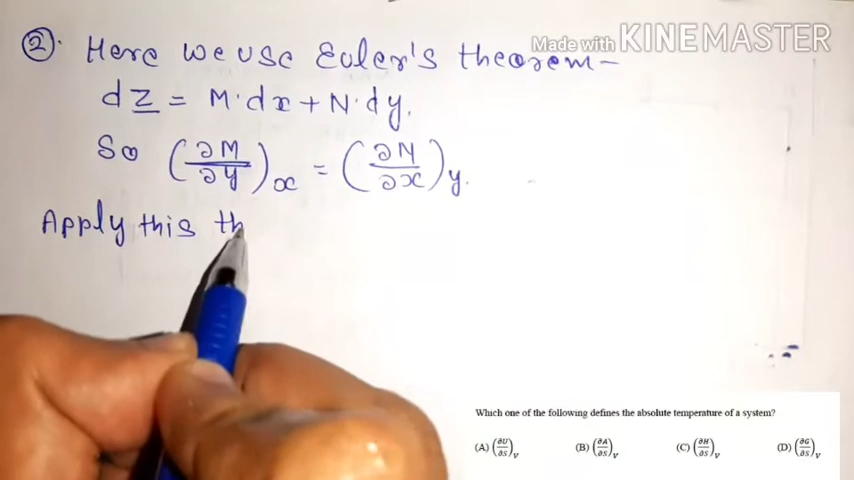 Made with KINEMASTER
②. Here we use Euler's theorem-
dz = M·dx + N·dy.
So (∂M/∂y)x = (∂N/∂x)y.
Apply this th
Which one of the following defines the absolute temperature of a system?
(A) (∂U/∂S)V (B) (∂A/∂S)V (C) (∂H/∂S)V (D) (∂G/∂S)V